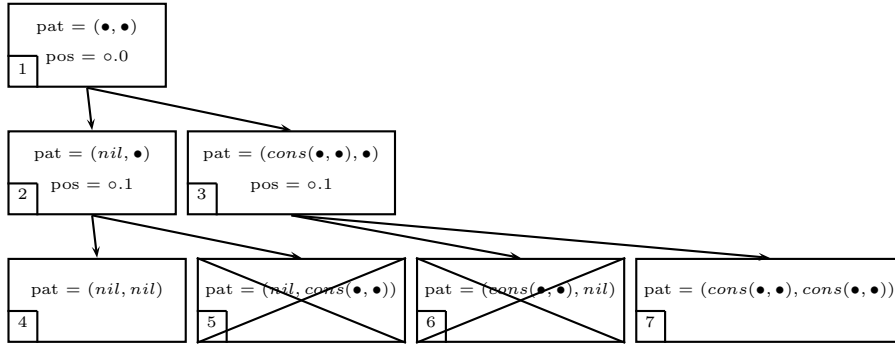 pat = (●, ●)
pos = ○.0
1
pat = (nil, ●)
pos = ○.1
2
pat = (cons(●, ●), ●)
pos = ○.1
3
pat = (nil, nil)
4
pat = (nil, cons(●, ●))
5
pat = (cons(●, ●), nil)
6
pat = (cons(●, ●), cons(●, ●))
7